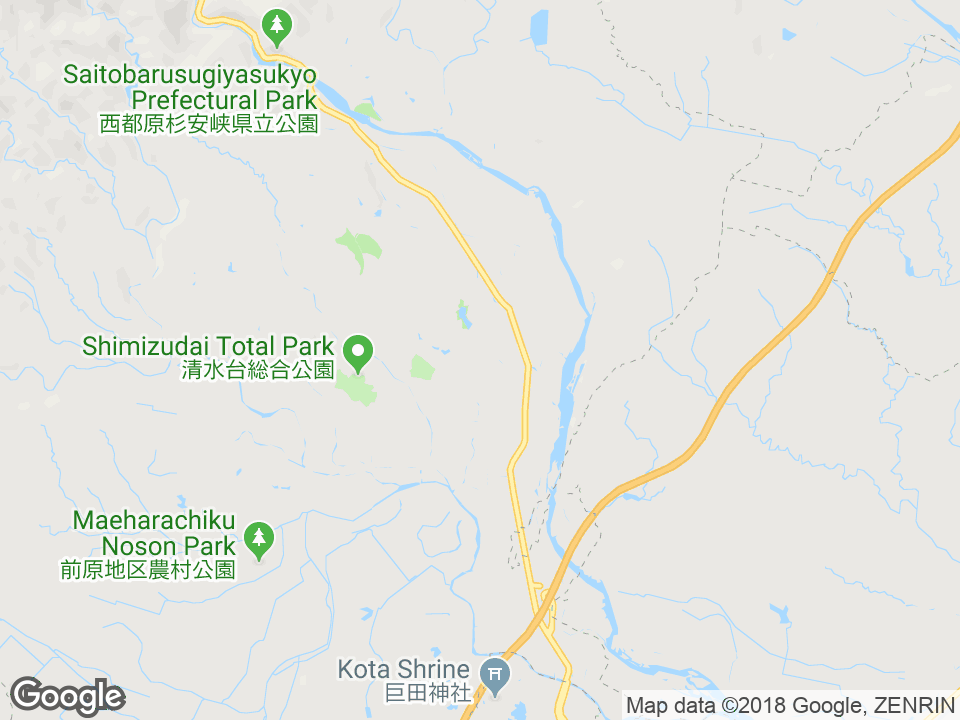 Saitobarusugiyasukyo
Prefectural Park
西都原杉安峡県立公園
Shimizudai Total Park
清水台総合公園
Maeharachiku
Noson Park
前原地区農村公園
Kota Shrine
巨田神社
Google
Map data ©2018 Google, ZENRIN